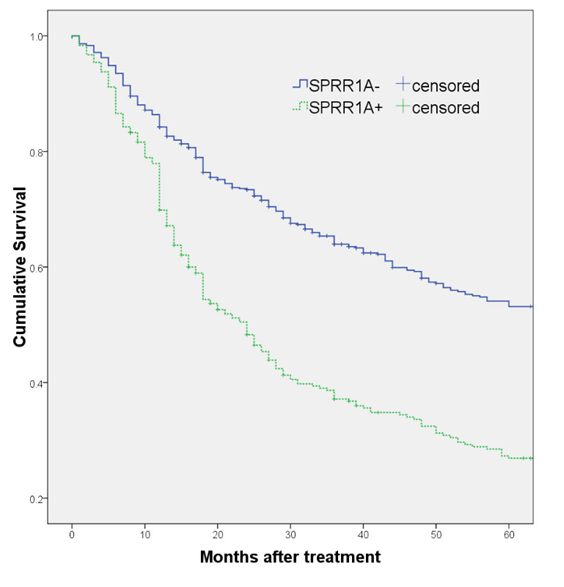 1.0
SPRR1A- censored
SPRR1A+ censored
0.8
0.6
0.4
0.2
Cumulative Survival
0 10 20 30 40 50 60
Months after treatment